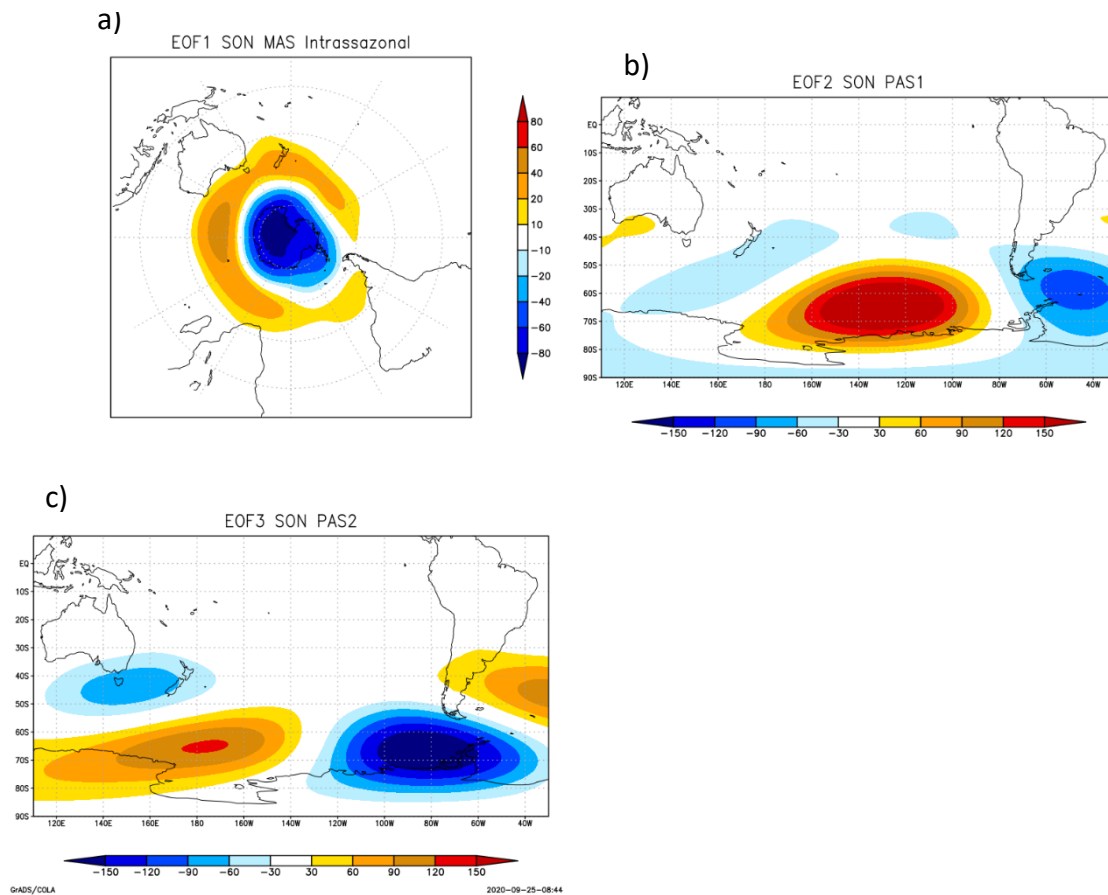 a)
EOF1 SON MAS Intrassazonal
80
60
40
20
10
−10
−20
−40
−60
−80
b)
EOF2 SON PAS1
EQ
10S
20S
30S
40S
50S
60S
70S
80S
90S
120E 140E 160E 180 160W 140W 120W 100W 80W 60W 40W
−150 −120 −90 −60 −30 30 60 90 120 150
c)
EOF3 SON PAS2
EQ
10S
20S
30S
40S
50S
60S
70S
80S
90S
120E 140E 160E 180 160W 140W 120W 100W 80W 60W 40W
−150 −120 −90 −60 −30 30 60 90 120 150
GrADS/COLA 2020−09−25−08:44